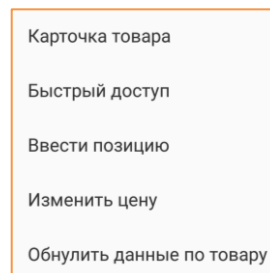 Карточка товара
Быстрый доступ
Ввести позицию
Изменить цену
Обнулить данные по товару